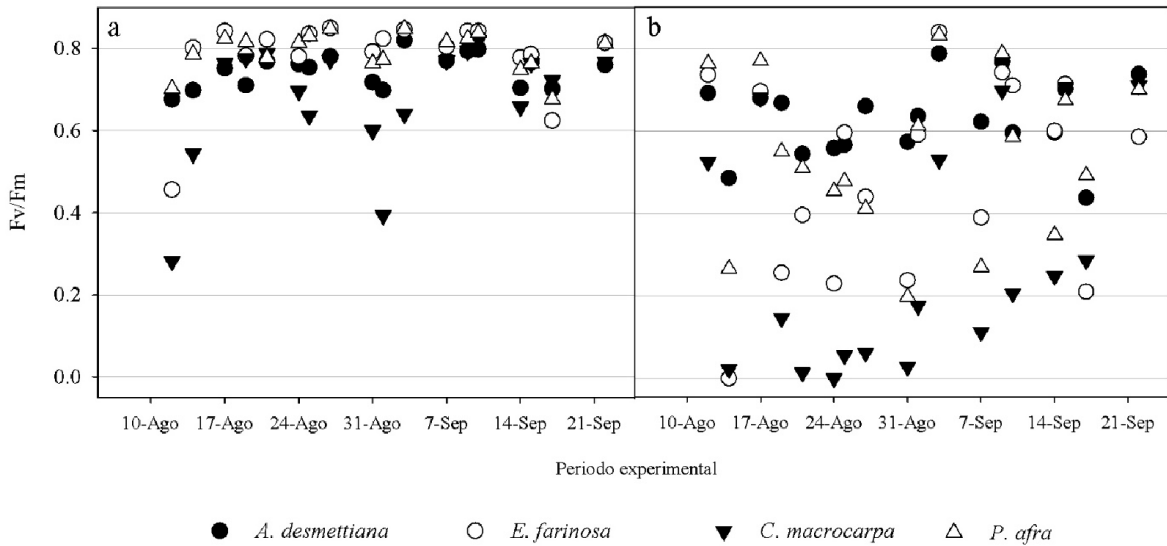 a
b
Fv/Fm
0.8
0.6
0.4
0.2
0.0
10-Ago 17-Ago 24-Ago 31-Ago 7-Sep 14-Sep 21-Sep
10-Ago 17-Ago 24-Ago 31-Ago 7-Sep 14-Sep 21-Sep
Periodo experimental
A. desmettiana E. farinosa C. macrocarpa P. afra